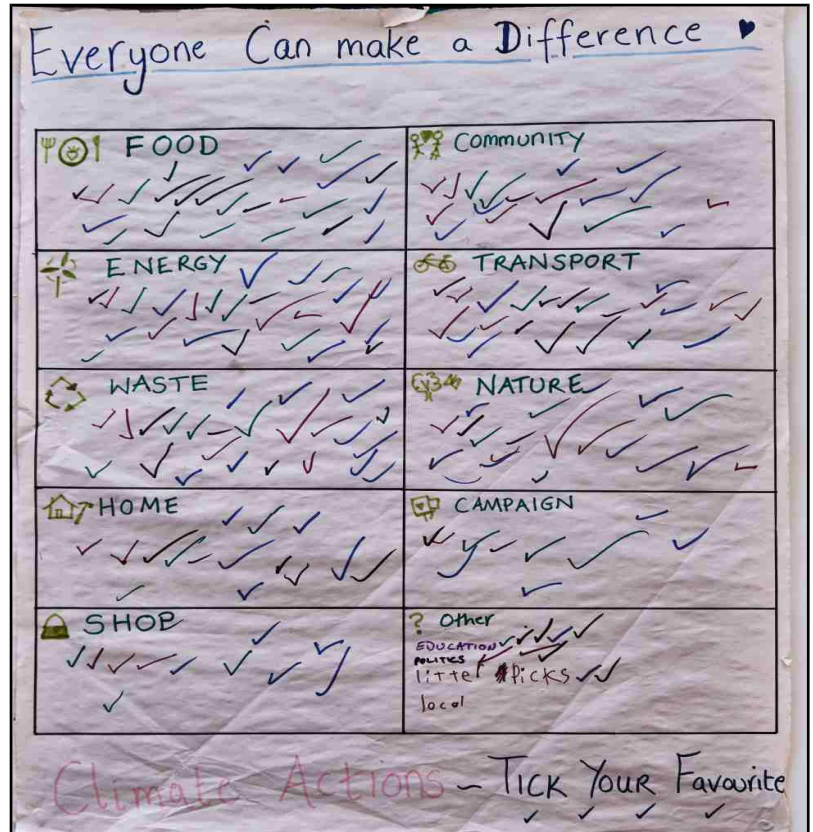 Everyone Can make a Difference
FOOD
Community
ENERGY
TRANSPORT
WASTE
NATURE
HOME
CAMPAIGN
SHOP
? Other
EDUCATION
POLITICS
litter Picks
local
Climate Actions - TICK YOUR Favourite